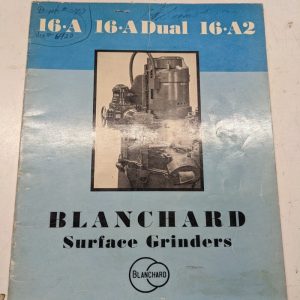 16-A 16-A Dual 16-A2
BLANCHARD
Surface Grinders
BLANCHARD